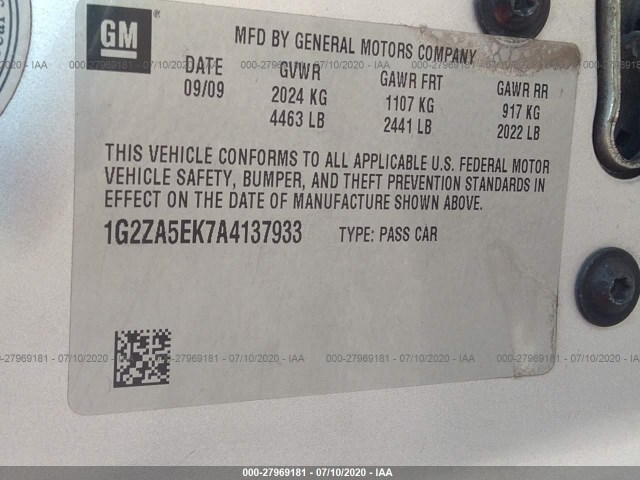 GM
MFD BY GENERAL MOTORS COMPANY
DATE GVWR GAWR FRT GAWR RR
09/09 2024 KG 1107 KG 917 KG
4463 LB 2441 LB 2022 LB
THIS VEHICLE CONFORMS TO ALL APPLICABLE U.S. FEDERAL MOTOR
VEHICLE SAFETY, BUMPER, AND THEFT PREVENTION STANDARDS IN
EFFECT ON THE DATE OF MANUFACTURE SHOWN ABOVE.
1G2ZA5EK7A4137933 TYPE: PASS CAR
000-27969181 - 07/10/2020 - IAA